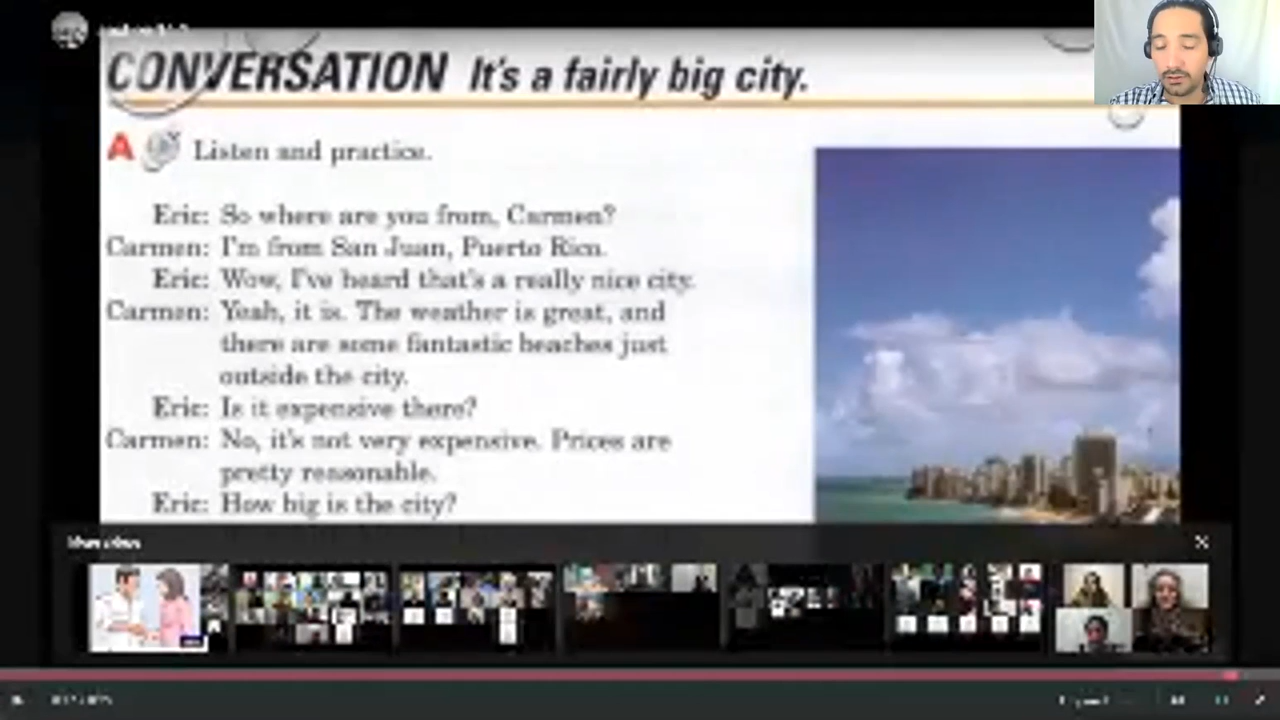 CONVERSATION It's a fairly big city.
A Listen and practice.
Eric: So where are you from, Carmen?
Carmen: I'm from San Juan, Puerto Rico.
Eric: Wow, I've heard that's a really nice city.
Carmen: Yeah, it is. The weather is great, and
there are some fantastic beaches just
outside the city.
Eric: Is it expensive there?
Carmen: No, it's not very expensive. Prices are
pretty reasonable.
Eric: How big is the city?